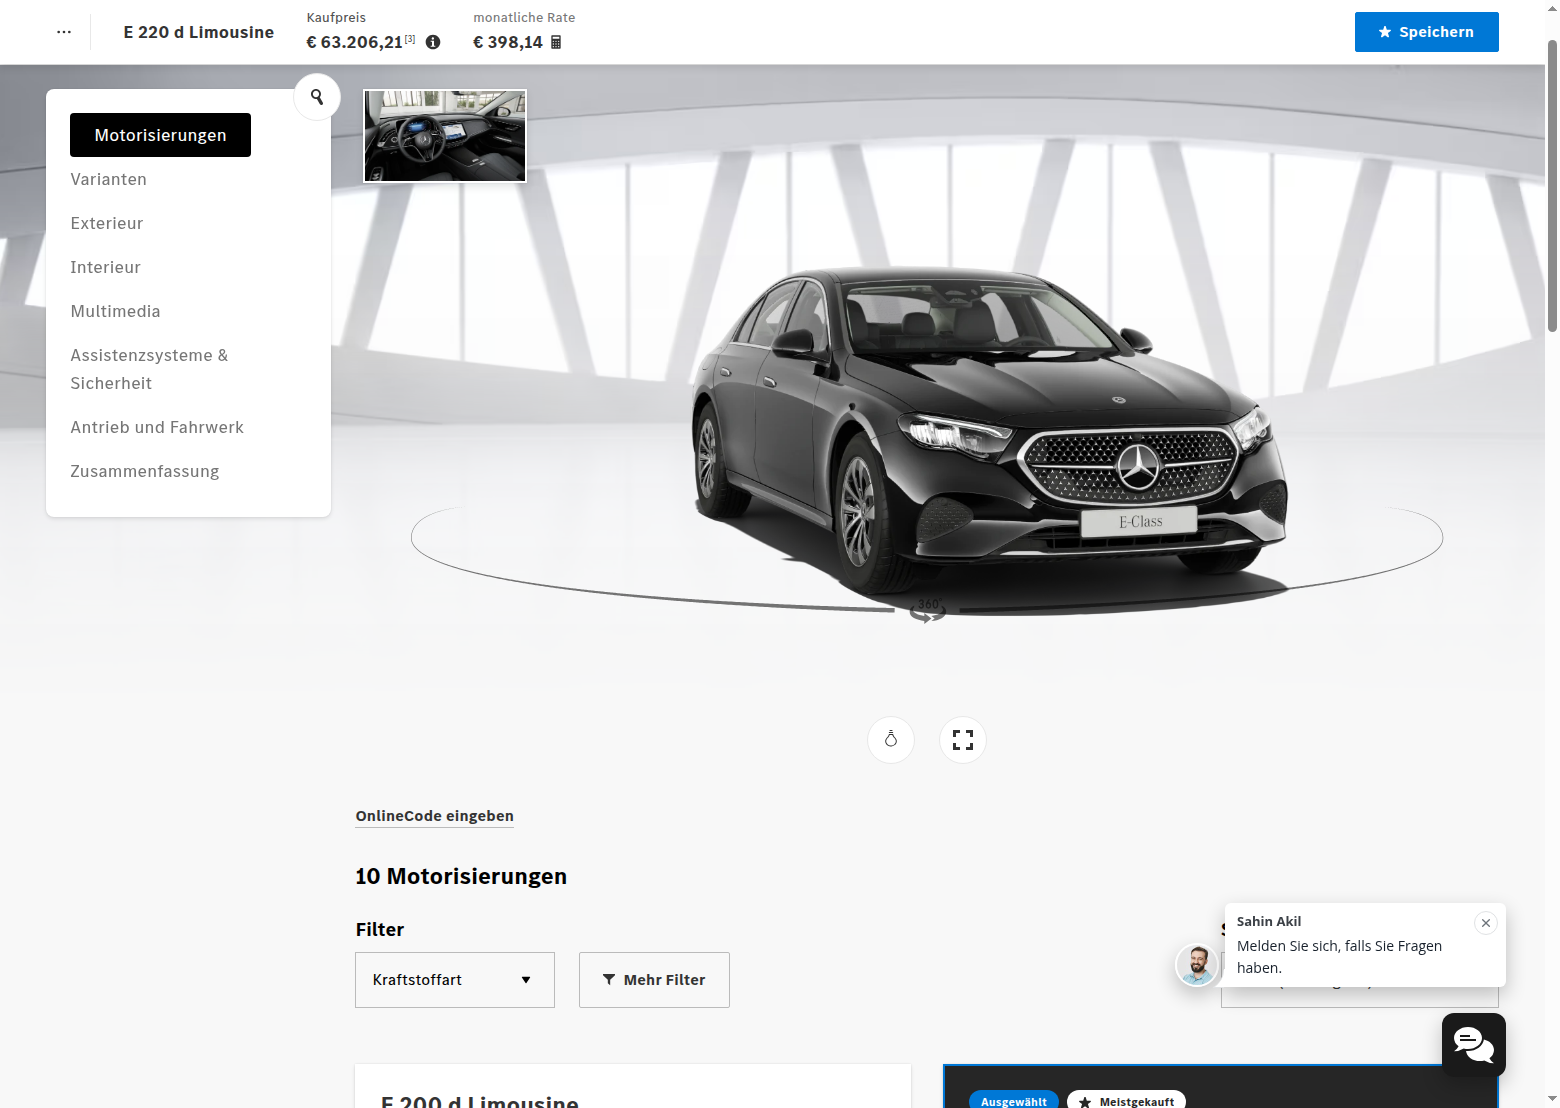 E 220 d Limousine
Kaufpreis
€ 63.206,21[3]
monatliche Rate
€ 398,14
Speichern
Motorisierungen
Varianten
Exterieur
Interieur
Multimedia
Assistenzsysteme &
Sicherheit
Antrieb und Fahrwerk
Zusammenfassung
E-Class
360°
OnlineCode eingeben
10 Motorisierungen
Filter
Kraftstoffart
Mehr Filter
Sahin Akil
Melden Sie sich, falls Sie Fragen
haben.
E 200 d Limousine
Ausgewählt
Meistgekauft